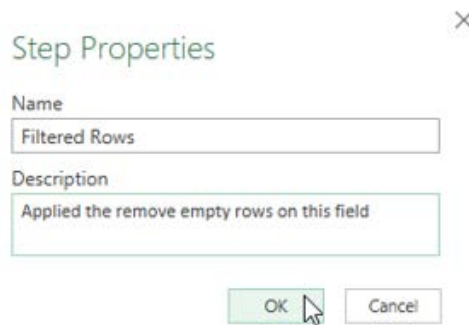 Step Properties
Name
Filtered Rows
Description
Applied the remove empty rows on this field
OK
Cancel